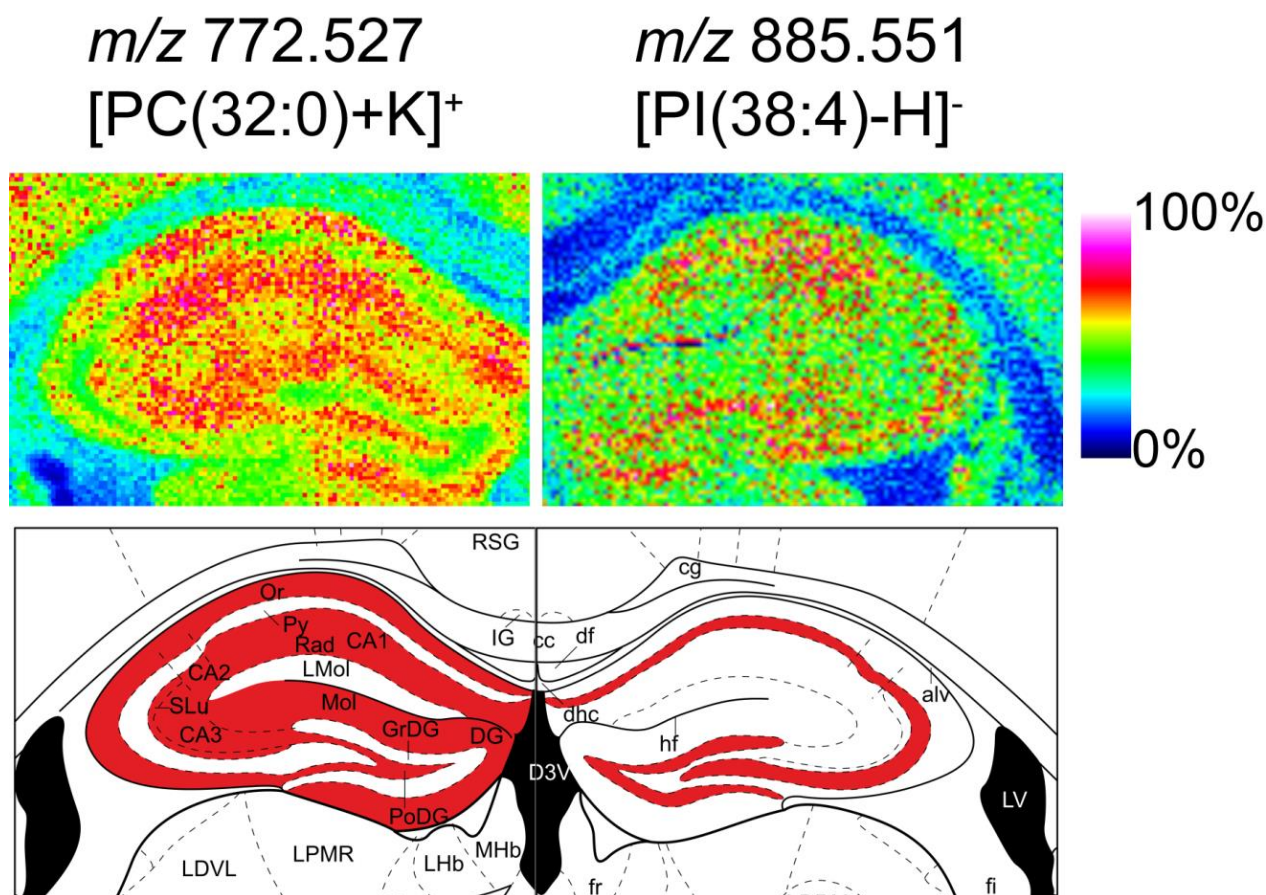 m/z 772.527
[PC(32:0)+K]⁺
m/z 885.551
[PI(38:4)-H]⁻
100%
0%
RSG
Or
cg
Py
IG
cc
df
Rad
CA1
LMol
CA2
alv
SLu
Mol
dhc
CA3
GrDG
DG
hf
D3V
LV
PoDG
LDVL
LPMR
LHb
MHb
fr
fi